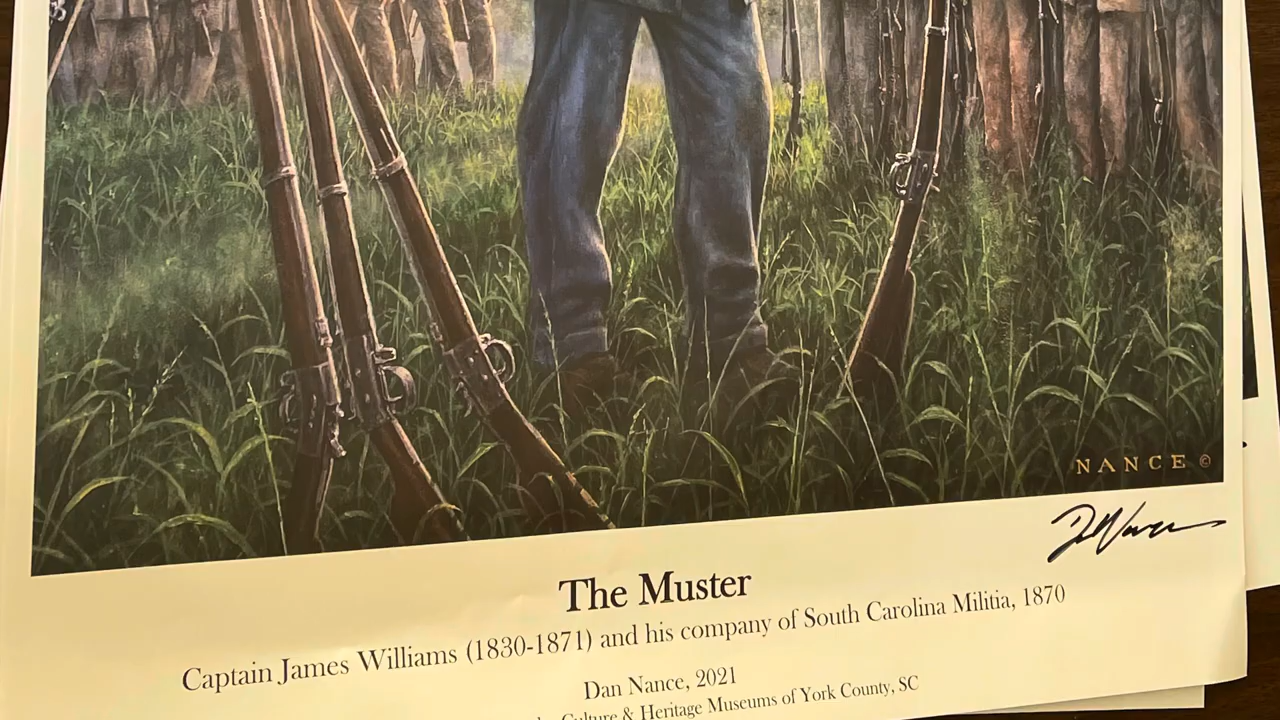 NANCE ©
The Muster
Captain James Williams (1830-1871) and his company of South Carolina Militia, 1870
Dan Nance, 2021
Culture & Heritage Museums of York County, SC